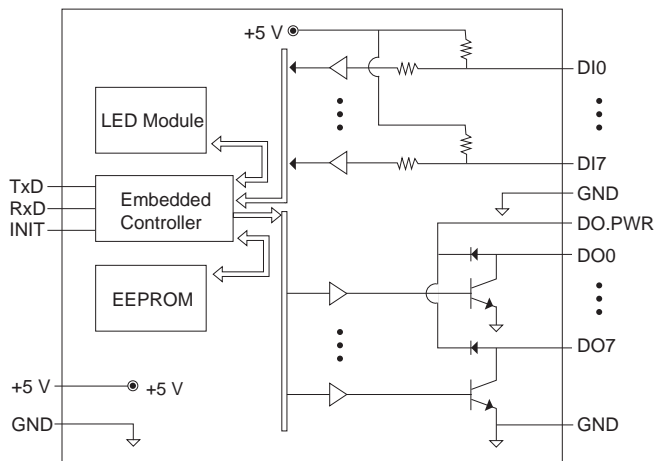 +5 V
DI0
LED Module
DI7
TxD
RxD
INIT
Embedded
Controller
GND
DO.PWR
DO0
EEPROM
DO7
+5 V
+5 V
GND
GND